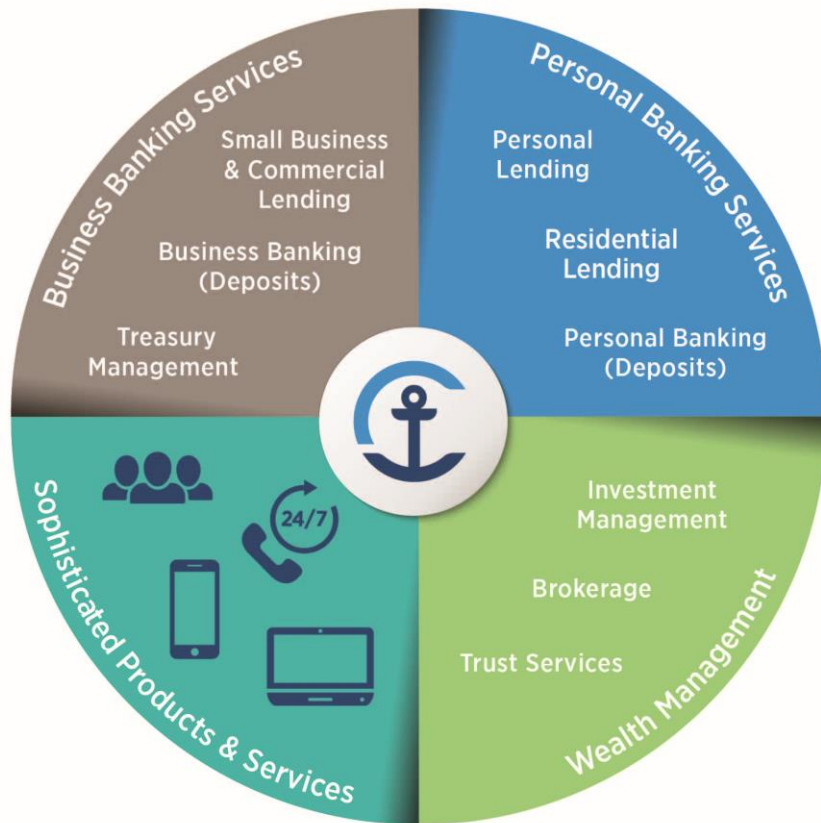 Business Banking Services
Small Business
& Commercial
Lending
Business Banking
(Deposits)
Treasury
Management
Personal Banking Services
Personal
Lending
Residential
Lending
Personal Banking
(Deposits)
Sophisticated Products & Services
24/7
Wealth Management
Investment
Management
Brokerage
Trust Services